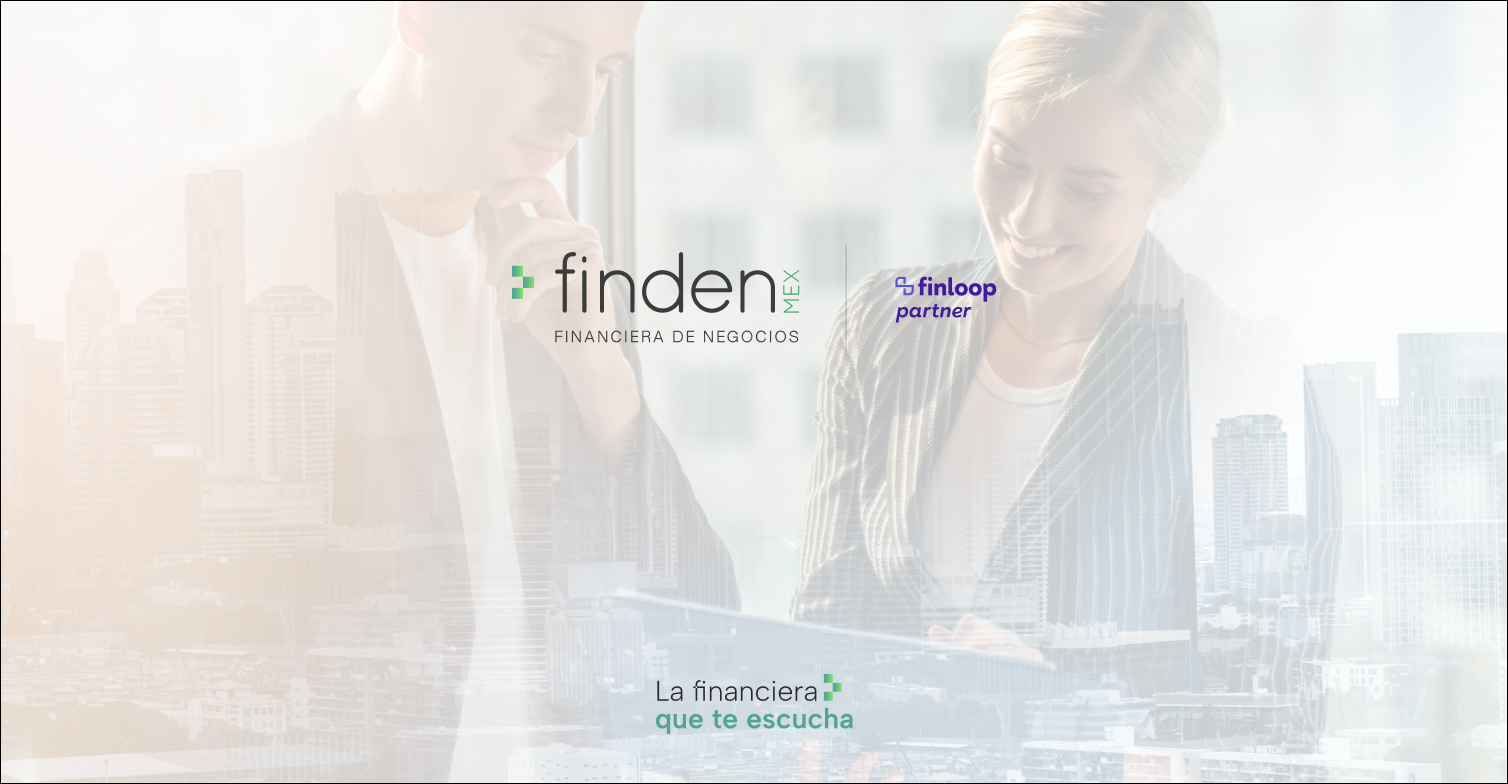 finden MEX
FINANCIERA DE NEGOCIOS
finloop
partner
La financiera
que te escucha